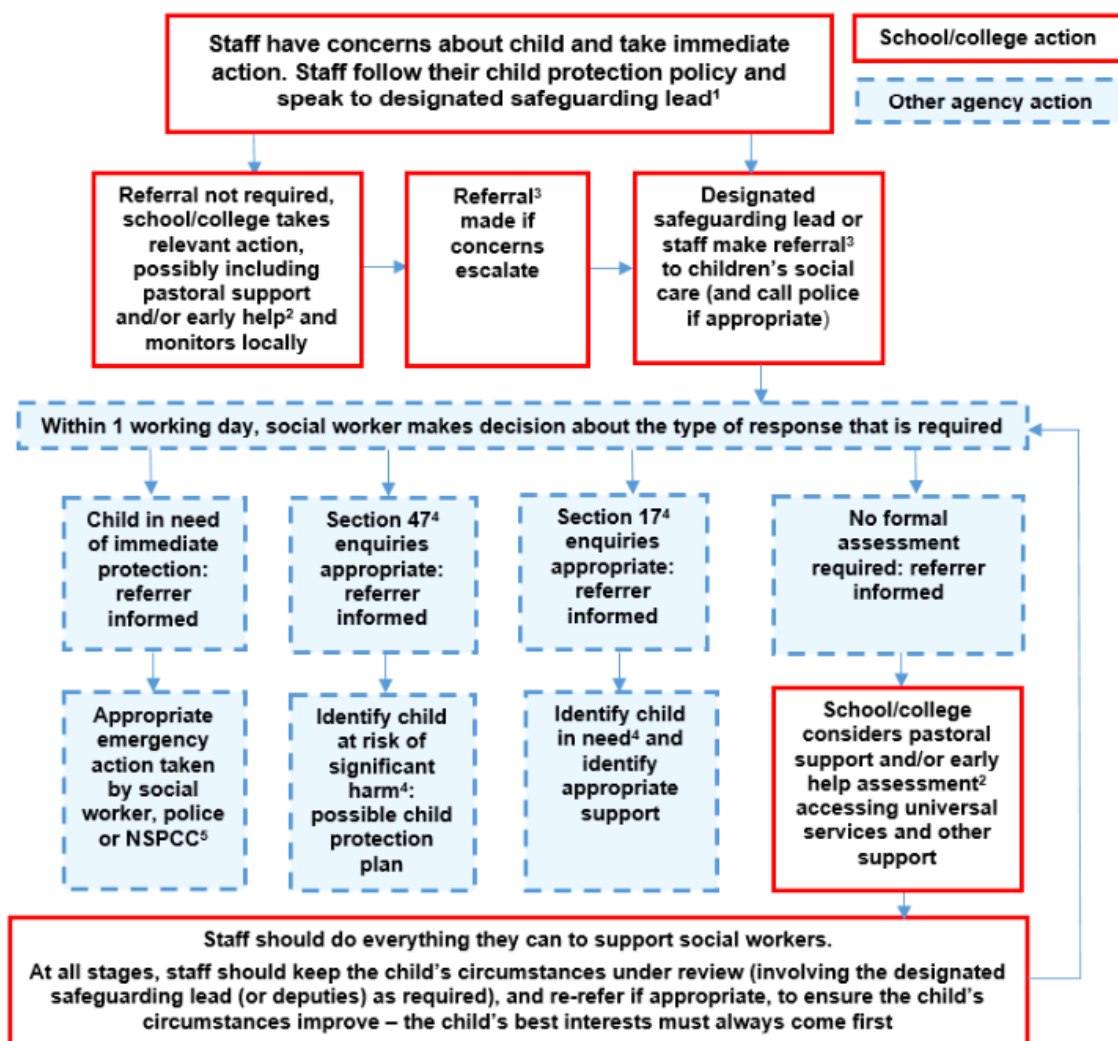 Staff have concerns about child and take immediate
action. Staff follow their child protection policy and
speak to designated safeguarding lead¹
School/college action
Other agency action
Referral not required,
school/college takes
relevant action,
possibly including
pastoral support
and/or early help² and
monitors locally
Referral³
made if
concerns
escalate
Designated
safeguarding lead or
staff make referral³
to children’s social
care (and call police
if appropriate)
Within 1 working day, social worker makes decision about the type of response that is required
Child in need
of immediate
protection:
referrer
informed
Section 47⁴
enquiries
appropriate:
referrer
informed
Section 17⁴
enquiries
appropriate:
referrer
informed
No formal
assessment
required: referrer
informed
Appropriate
emergency
action taken
by social
worker, police
or NSPCC⁵
Identify child
at risk of
significant
harm⁴:
possible child
protection
plan
Identify child
in need⁴ and
identify
appropriate
support
School/college
considers pastoral
support and/or early
help assessment²
accessing universal
services and other
support
Staff should do everything they can to support social workers.
At all stages, staff should keep the child’s circumstances under review (involving the designated
safeguarding lead (or deputies) as required), and re-refer if appropriate, to ensure the child’s
circumstances improve – the child’s best interests must always come first